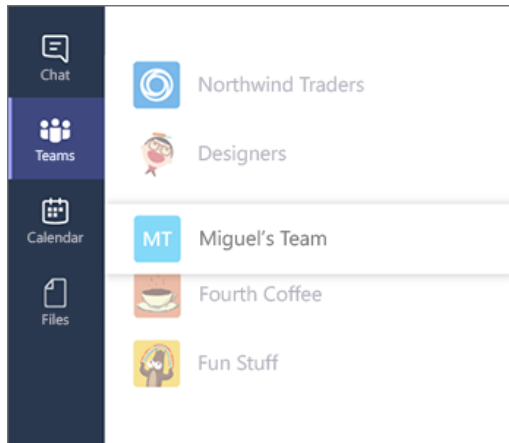 Chat
Teams
Calendar
Files
Northwind Traders
Designers
MT Miguel's Team
Fourth Coffee
Fun Stuff